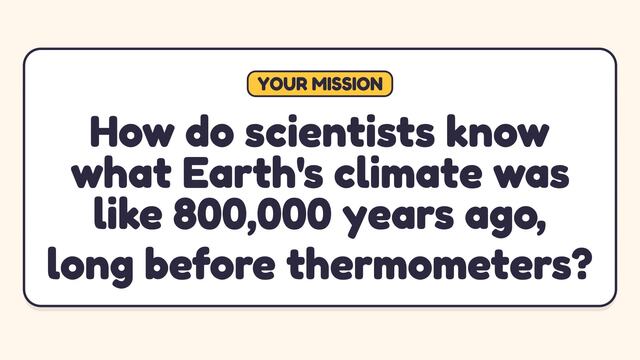 YOUR MISSION
How do scientists know
what Earth's climate was
like 800,000 years ago,
long before thermometers?